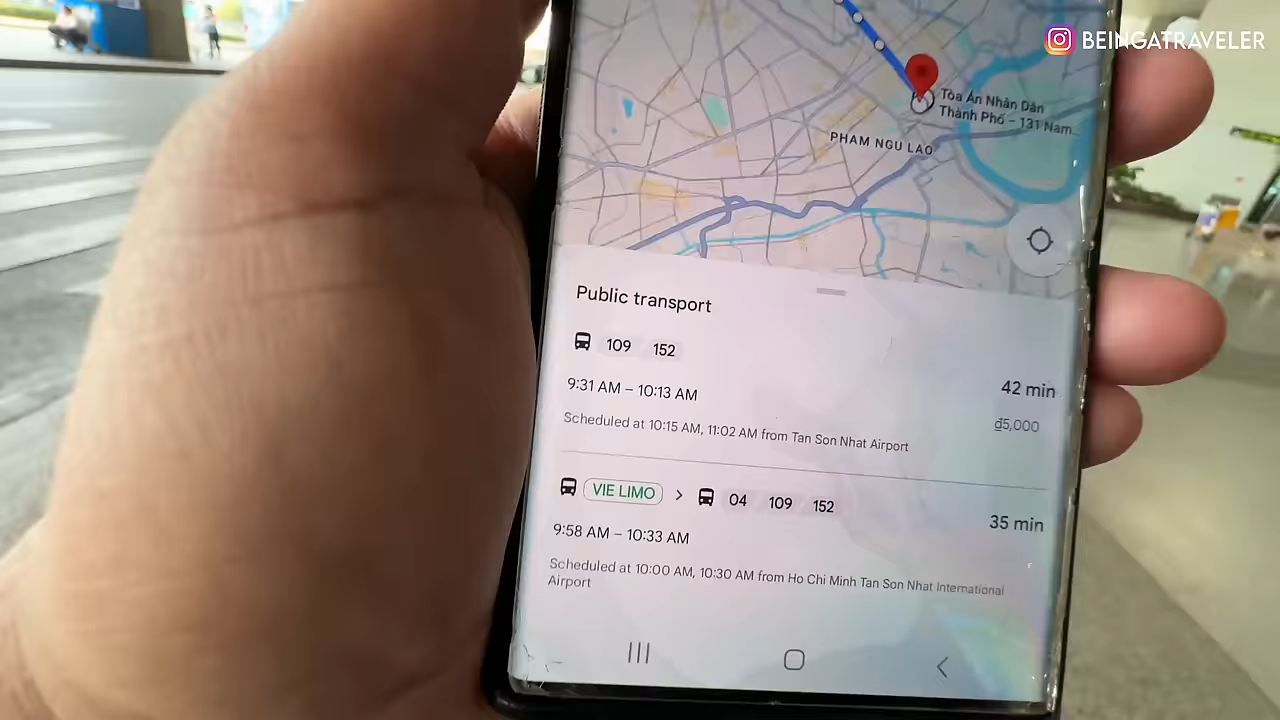 BEINGATRAVELER
Tòa Án Nhân Dân
Thành Phố - 131 Nam...
PHAM NGU LAO
Public transport
109 152
42 min
9:31 AM – 10:13 AM
₫5,000
Scheduled at 10:15 AM, 11:02 AM from Tan Son Nhat Airport
VIE LIMO > 04 109 152
35 min
9:58 AM – 10:33 AM
Scheduled at 10:00 AM, 10:30 AM from Ho Chi Minh Tan Son Nhat International
Airport